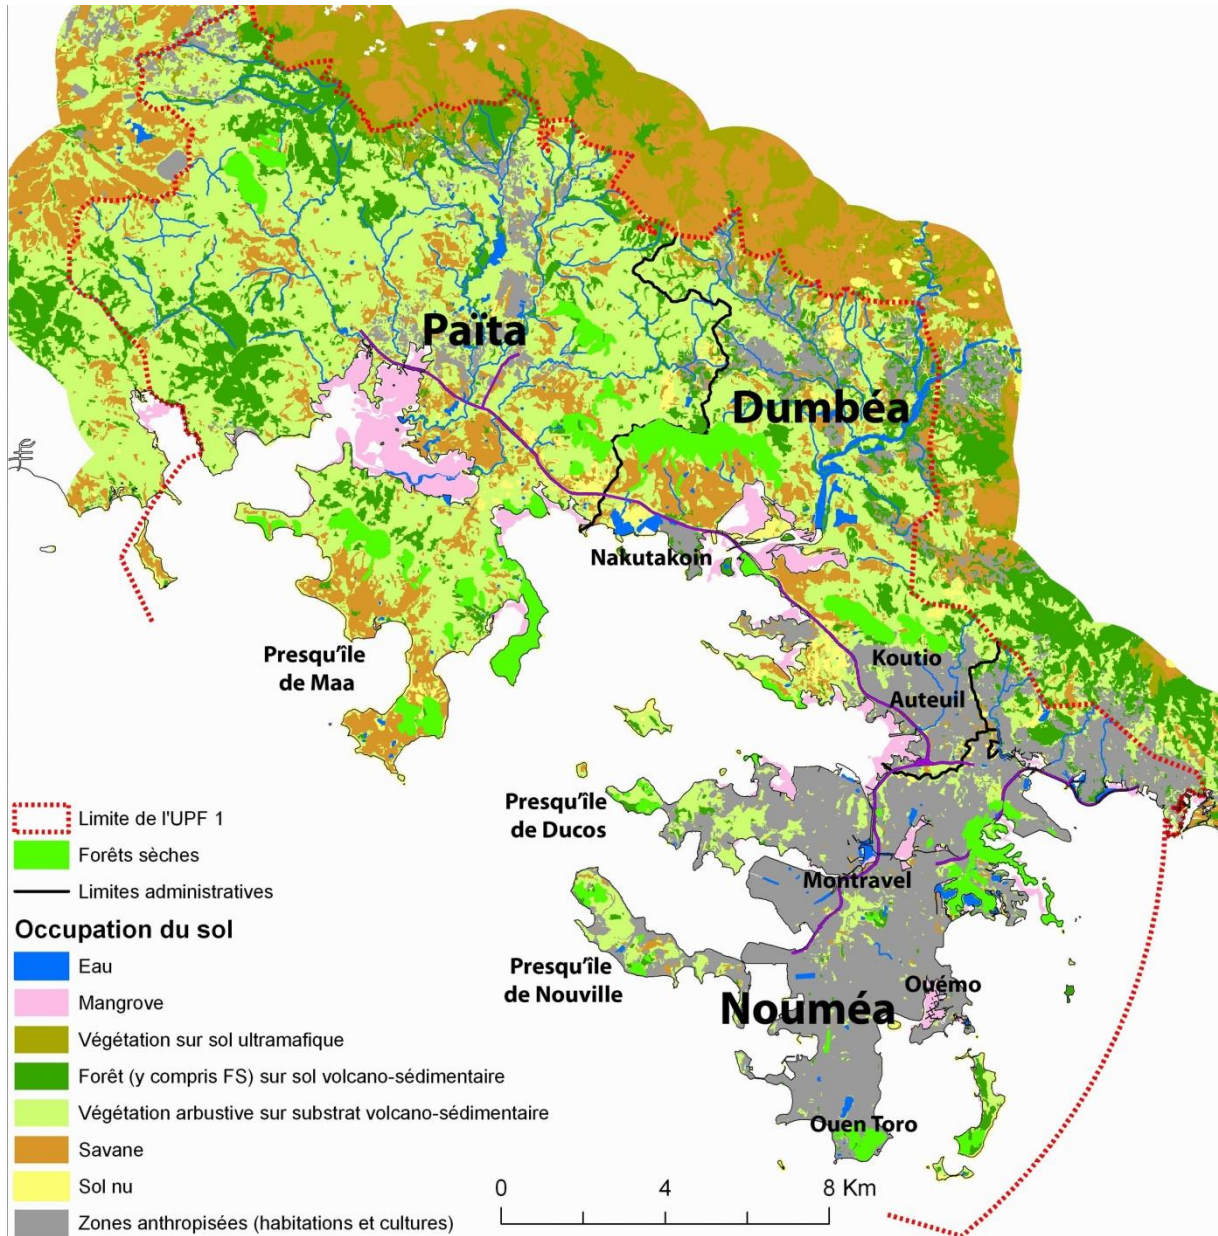 Païta
Dumbéa
Nakutakoin
Presqu'île
de Maa
Koutio
Auteuil
Presqu'île
de Ducos
Montravel
Presqu'île
de Nouville
Ouémo
Nouméa
Ouen Toro
Limite de l'UPF 1
Forêts sèches
Limites administratives
Occupation du sol
Eau
Mangrove
Végétation sur sol ultramafique
Forêt (y compris FS) sur sol volcano-sédimentaire
Végétation arbustive sur substrat volcano-sédimentaire
Savane
Sol nu
Zones anthropisées (habitations et cultures)
0 4 8 Km